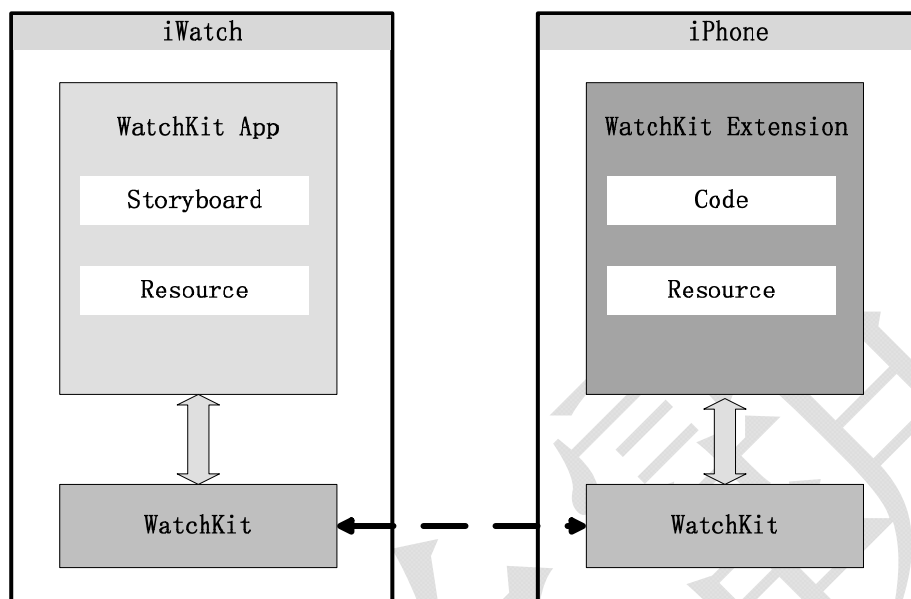 iWatch
WatchKit App
Storyboard
Resource
WatchKit
iPhone
WatchKit Extension
Code
Resource
WatchKit